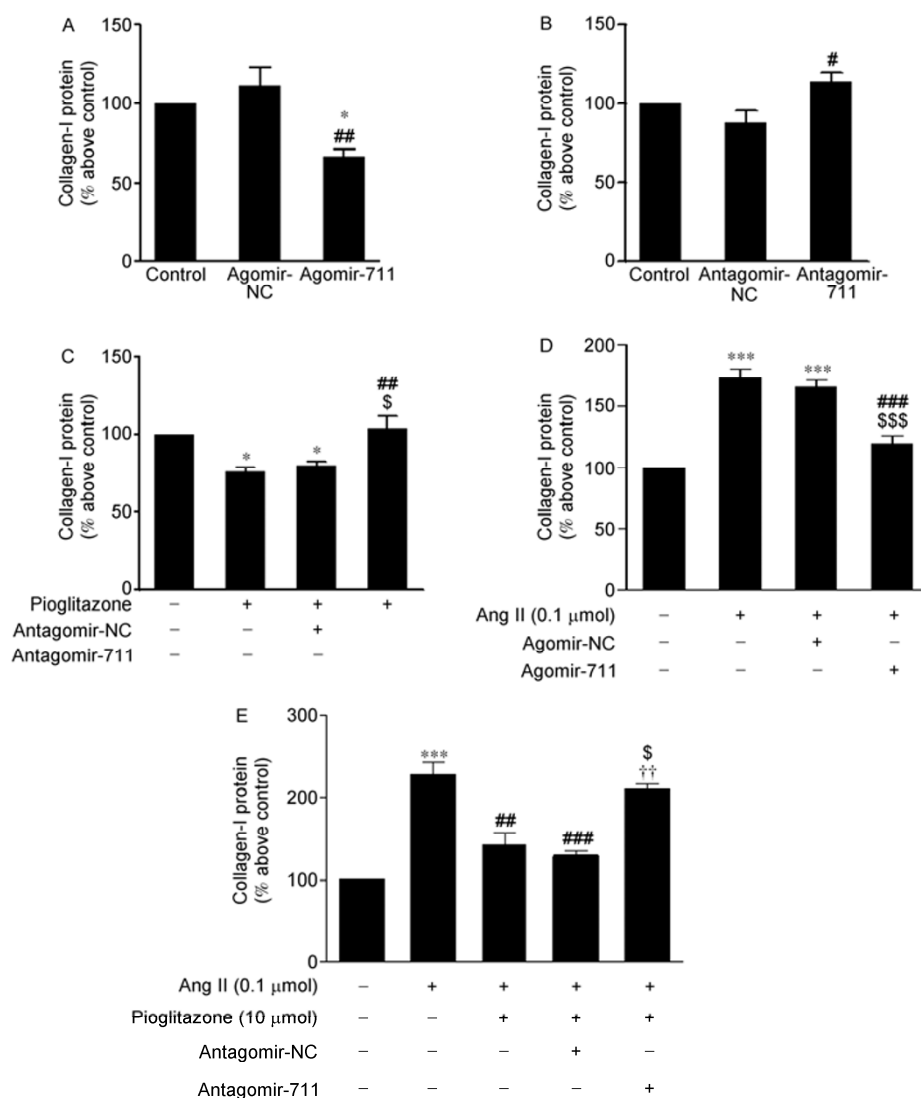 A
Collagen-I protein
(% above control)
150
100
50
0
*
##
Control Agomir- Agomir-711
NC
B
Collagen-I protein
(% above control)
150
100
50
0
#
Control Antagomir- Antagomir-
NC 711
C
Collagen-I protein
(% above control)
150
100
50
0
* * ##
$
Pioglitazone − + + +
Antagomir-NC − − +
Antagomir-711 − − −
D
Collagen-I protein
(% above control)
200
150
100
50
0
*** *** ###
$$$
Ang II (0.1 μmol) − + + +
Agomir-NC − − + −
Agomir-711 − − − +
E
Collagen-I protein
(% above control)
300
200
100
0
*** ## ### $
††
Ang II (0.1 μmol) − + + + +
Pioglitazone (10 μmol) − − + + +
Antagomir-NC − − − + −
Antagomir-711 − − − − +